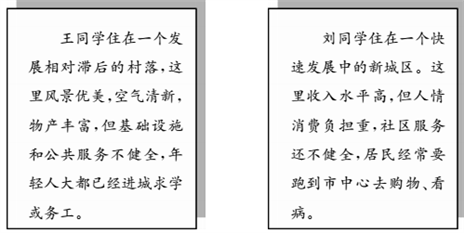 王同学住在一个发
展相对滞后的村落，这
里风景优美，空气清新，
物产丰富，但基础设施
和公共服务不健全，年
轻人大都已经进城求学
或务工。
刘同学住在一个快
速发展中的新城区。这
里收入水平高，但人情
消费负担重，社区服务
还不健全，居民经常要
跑到市中心去购物、看
病。